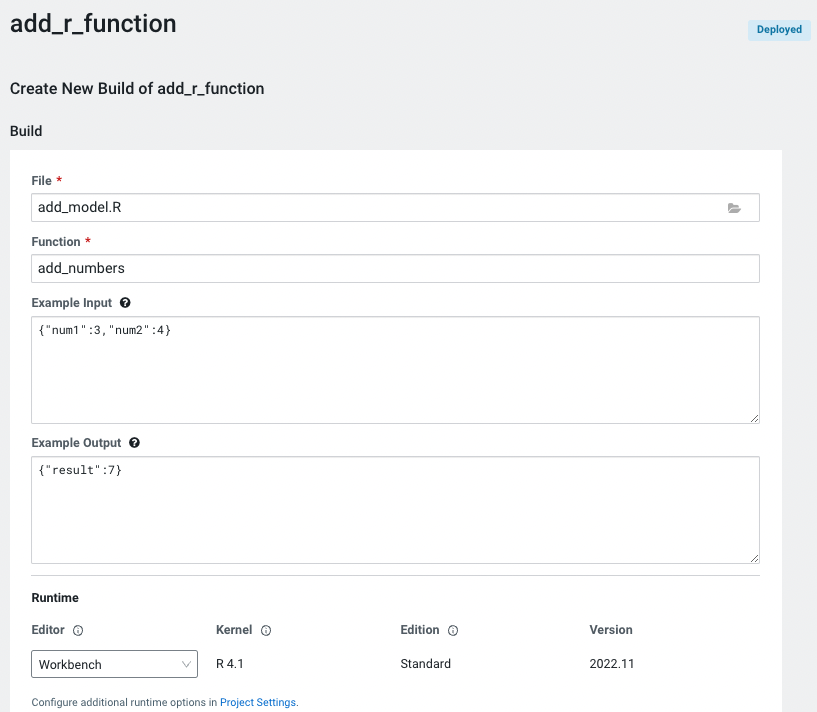 add_r_function
Deployed
Create New Build of add_r_function
Build
File *
add_model.R
Function *
add_numbers
Example Input ?
{"num1":3,"num2":4}
Example Output ?
{"result":7}
Runtime
Editor Kernel Edition Version
Workbench R 4.1 Standard 2022.11
Configure additional runtime options in Project Settings.